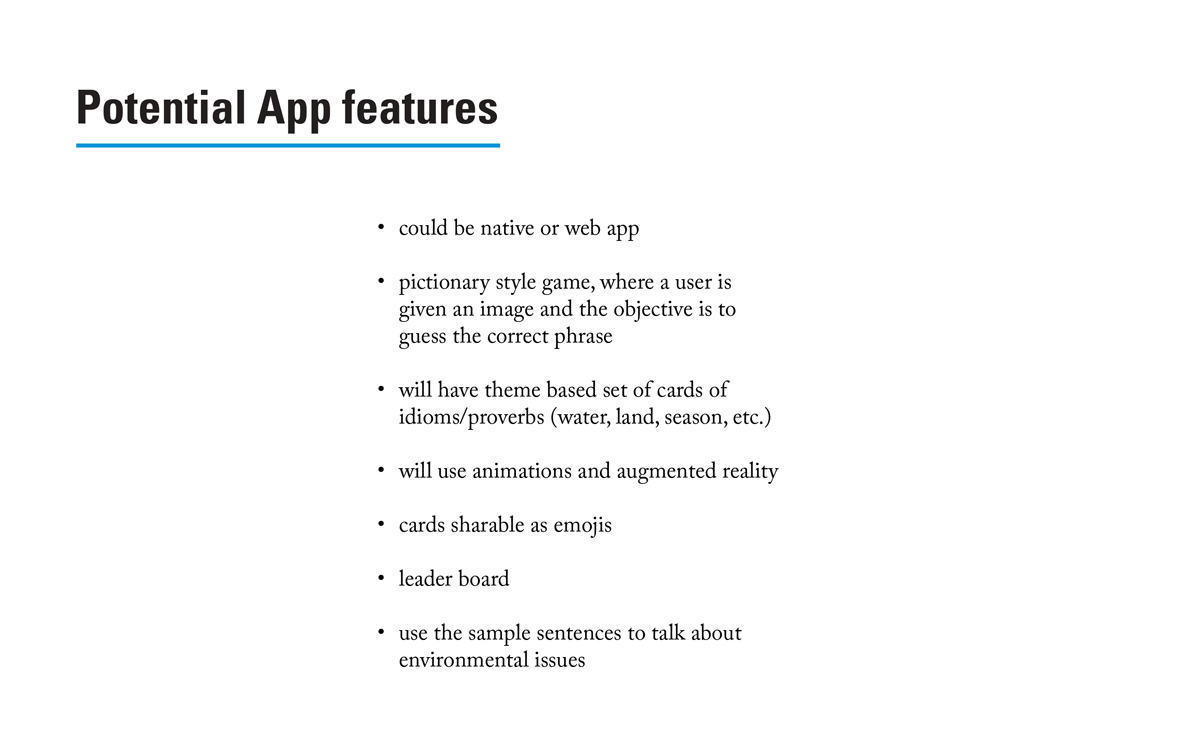 Potential App features
• could be native or web app
• pictionary style game, where a user is
given an image and the objective is to
guess the correct phrase
• will have theme based set of cards of
idioms/proverbs (water, land, season, etc.)
• will use animations and augmented reality
• cards sharable as emojis
• leader board
• use the sample sentences to talk about
environmental issues